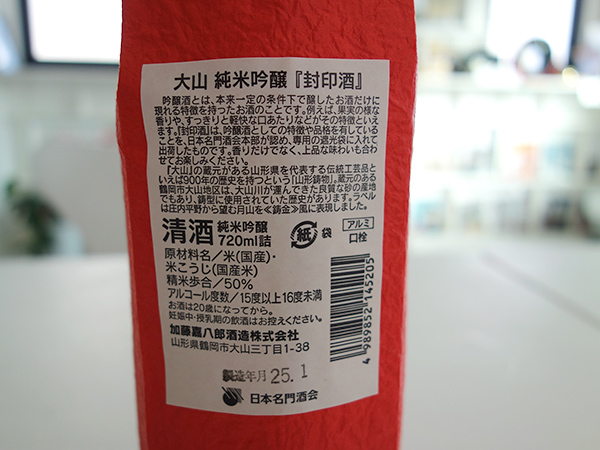 大山 純米吟醸『封印酒』
吟醸酒とは、本来一定の条件下で醸したお酒だけに
現れる特徴を持ったお酒のことです。例えば、果実の様な
香りや、すっきりと軽快な口あたりなどがその特徴といえ
ます。『封印酒』は、吟醸酒としての特徴や品格を有している
ことを、日本名門酒会本部が認め、専用の遮光袋に入れて
出荷したものです。香りだけでなく、上品な味わいも合わ
せてお楽しみください。
『大山』の蔵元がある山形県を代表する伝統工芸品と
いえば900年の歴史を持つという「山形鋳物」。蔵元のある
鶴岡市大山地区は、大山川が運んできた良質な砂の産地
でもあり、鋳型に使用されていた歴史があります。ラベル
は庄内平野から望む月山を≪鋳金≫風に表現しました。
清酒 純米吟醸 720ml詰
紙 袋
アルミ 口栓
原材料名／米(国産)・
米こうじ(国産米)
精米歩合／50%
アルコール度数／15度以上16度未満
お酒は20歳になってから。
妊娠中・授乳期の飲酒はお控えください。
加藤嘉八郎酒造株式会社
山形県鶴岡市大山三丁目1-38
製造年月 25.1
日本名門酒会
4 989852 145205